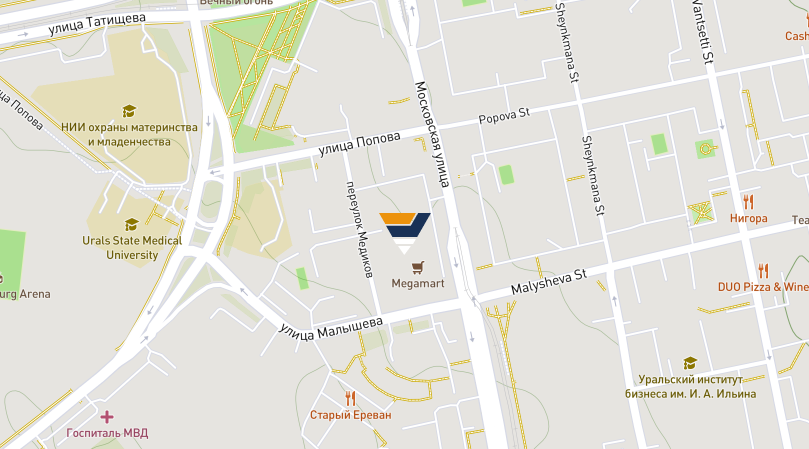 Вечный огонь
улица Татищева
Sheynkmana St
Vantsetti St
Cash
Московская улица
ца Попова
НИИ охраны материнства
и младенчества
Popova St
улица Попова
Sheynkmana St
переулок Медиков
Нигора
Tea
Urals State Medical
University
Megamart
Malysheva St
DUO Pizza & Wine
urg Arena
улица Малышева
Уральский институт
бизнеса им. И. А. Ильина
Старый Ереван
Госпиталь МВД